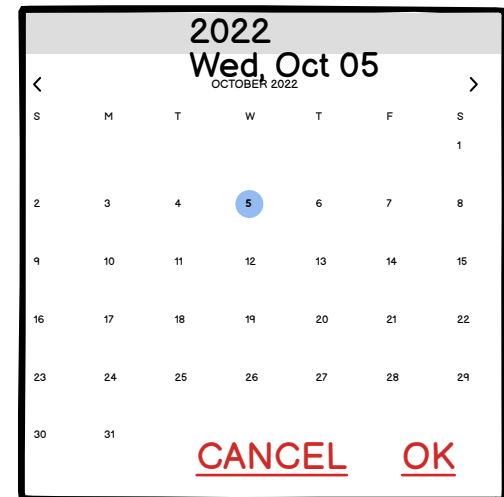 2022
Wed, Oct 05
OCTOBER 2022
S M T W T F S
1
2 3 4 5 6 7 8
9 10 11 12 13 14 15
16 17 18 19 20 21 22
23 24 25 26 27 28 29
30 31
CANCEL OK